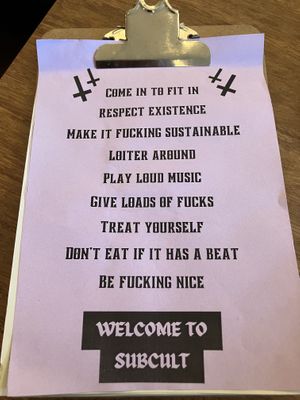 Come in to fit in
Respect existence
Make it fucking sustainable
Loiter around
Play loud music
Give loads of fucks
Treat yourself
Don't eat if it has a beat
Be fucking nice
WELCOME TO
SUBCULT